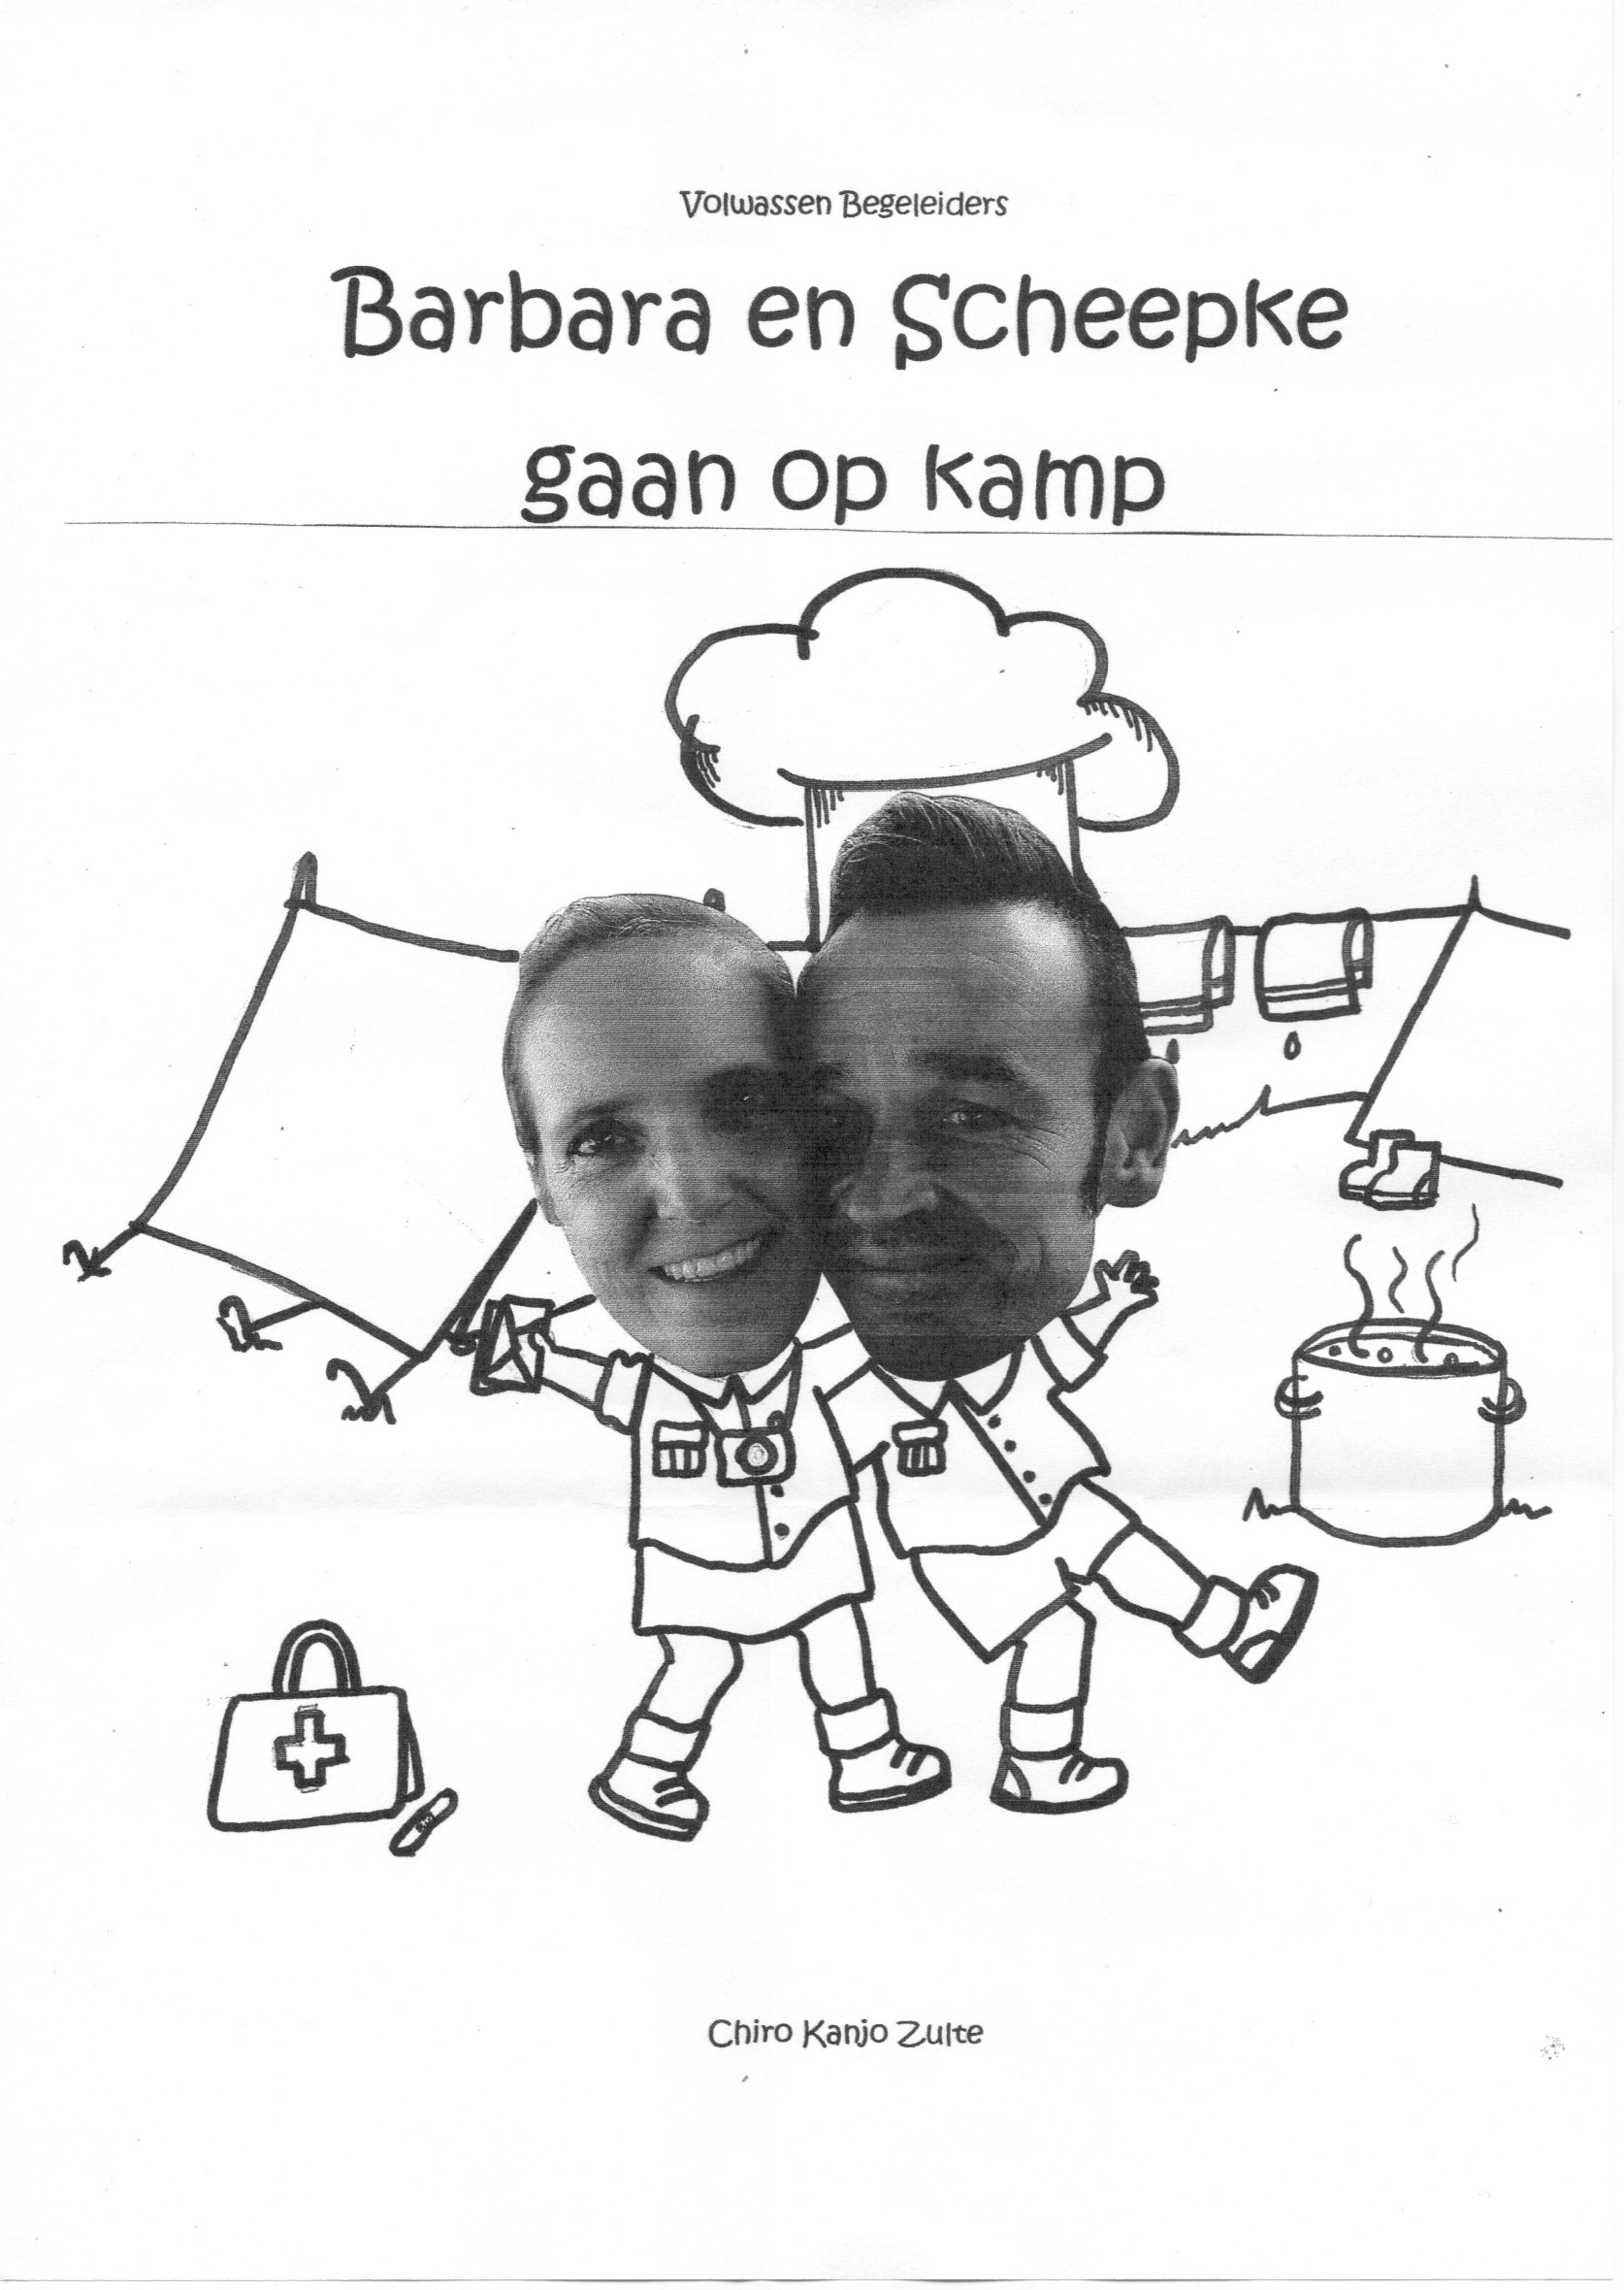 Volwassen Begeleiders
Barbara en Scheepke
gaan op kamp
Chiro Kanjo Zulte